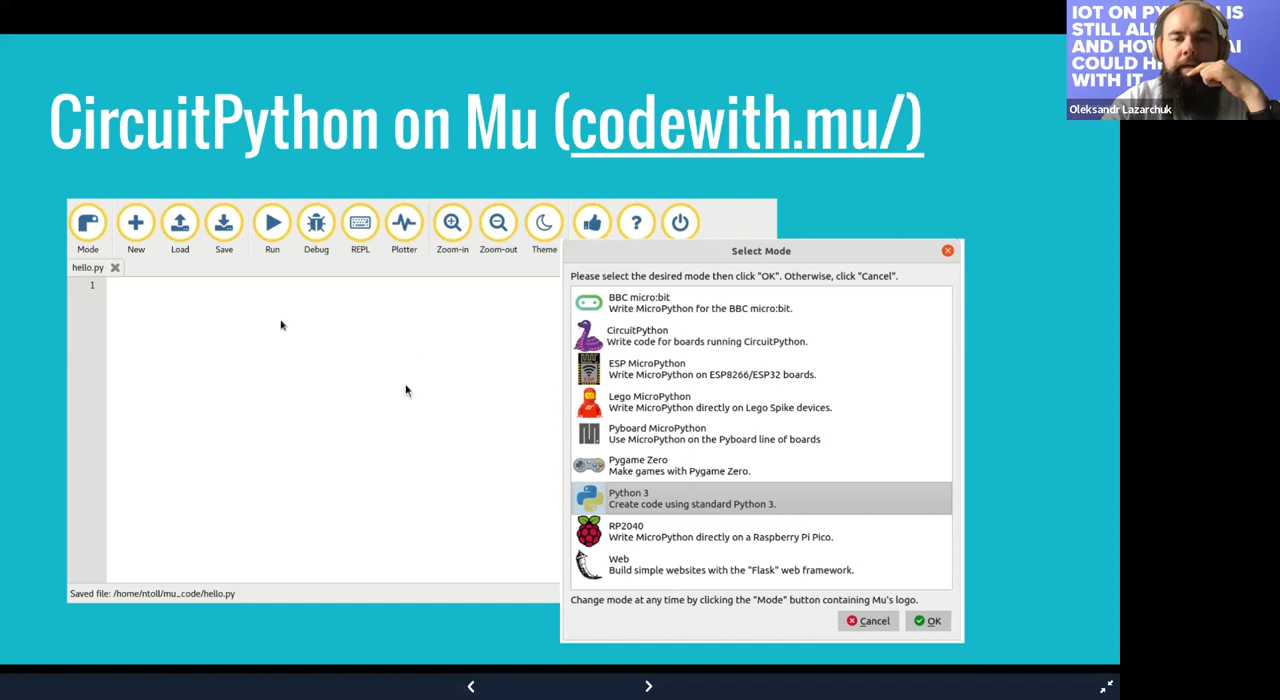 IOT ON PY IS
STILL ALI
AND HOW AI
COULD H
WITH IT
Oleksandr Lazarchuk
CircuitPython on Mu (codewith.mu/)
Mode New Load Save Run Debug REPL Plotter Zoom-in Zoom-out Theme
hello.py
1
Saved file: /home/ntoll/mu_code/hello.py
Select Mode
Please select the desired mode then click "OK". Otherwise, click "Cancel".
BBC micro:bit
Write MicroPython for the BBC micro:bit.
CircuitPython
Write code for boards running CircuitPython.
ESP MicroPython
Write MicroPython on ESP8266/ESP32 boards.
Lego MicroPython
Write MicroPython directly on Lego Spike devices.
Pyboard MicroPython
Use MicroPython on the Pyboard line of boards
Pygame Zero
Make games with Pygame Zero.
Python 3
Create code using standard Python 3.
RP2040
Write MicroPython directly on a Raspberry Pi Pico.
Web
Build simple websites with the "Flask" web framework.
Change mode at any time by clicking the "Mode" button containing Mu's logo.
Cancel OK